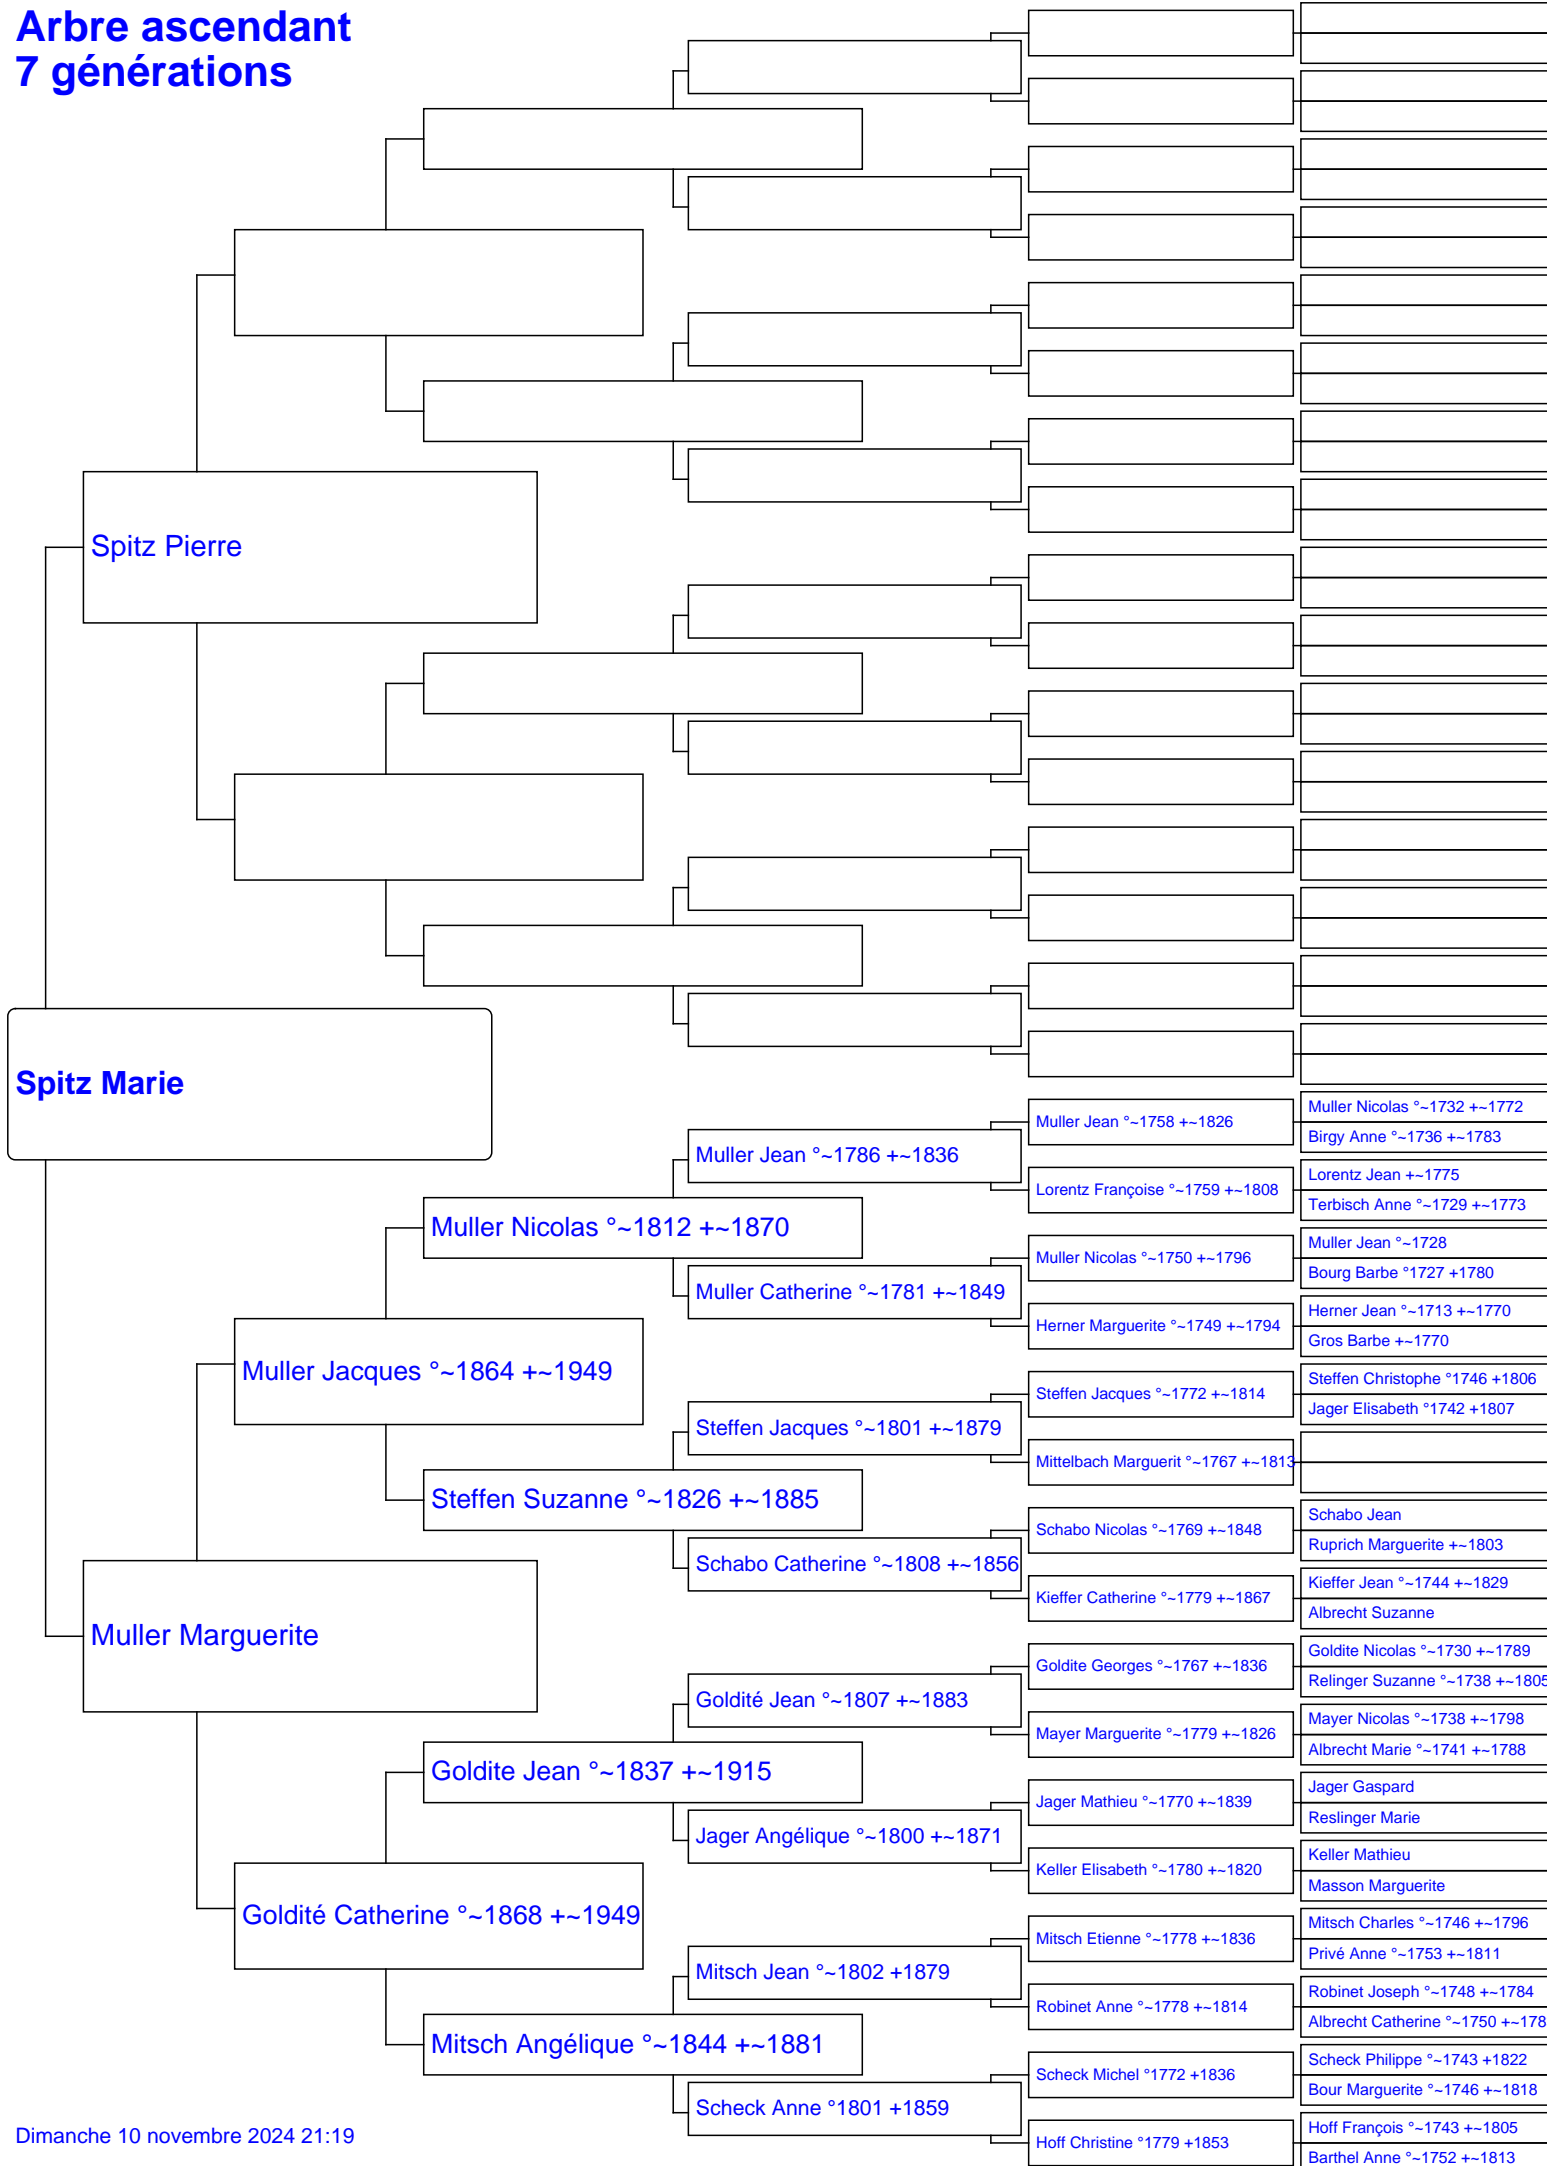 Arbre ascendant
7 générations
Spitz Pierre
Spitz Marie
Muller Marguerite
Muller Jacques °~1864 +~1949
Goldité Catherine °~1868 +~1949
Muller Nicolas °~1812 +~1870
Steffen Suzanne °~1826 +~1885
Goldite Jean °~1837 +~1915
Mitsch Angélique °~1844 +~1881
Muller Jean °~1786 +~1836
Muller Catherine °~1781 +~1849
Steffen Jacques °~1801 +~1879
Schabo Catherine °~1808 +~1856
Goldité Jean °~1807 +~1883
Jager Angélique °~1800 +~1871
Mitsch Jean °~1802 +1879
Scheck Anne °1801 +1859
Muller Jean °~1758 +~1826
Lorentz Françoise °~1759 +~1808
Muller Nicolas °~1750 +~1796
Herner Marguerite °~1749 +~1794
Steffen Jacques °~1772 +~1814
Mittelbach Marguerit °~1767 +~1813
Schabo Nicolas °~1769 +~1848
Kieffer Catherine °~1779 +~1867
Goldite Georges °~1767 +~1836
Mayer Marguerite °~1779 +~1826
Jager Mathieu °~1770 +~1839
Keller Elisabeth °~1780 +~1820
Mitsch Etienne °~1778 +~1836
Robinet Anne °~1778 +~1814
Scheck Michel °1772 +1836
Hoff Christine °1779 +1853
Muller Nicolas °~1732 +~1772
Birgy Anne °~1736 +~1783
Lorentz Jean +~1775
Terbisch Anne °~1729 +~1773
Muller Jean °~1728
Bourg Barbe °1727 +1780
Herner Jean °~1713 +~1770
Gros Barbe +~1770
Steffen Christophe °1746 +1806
Jager Elisabeth °1742 +1807
Schabo Jean
Ruprich Marguerite +~1803
Kieffer Jean °~1744 +~1829
Albrecht Suzanne
Goldite Nicolas °~1730 +~1789
Relinger Suzanne °~1738 +~1805
Mayer Nicolas °~1738 +~1798
Albrecht Marie °~1741 +~1788
Jager Gaspard
Reslinger Marie
Keller Mathieu
Masson Marguerite
Mitsch Charles °~1746 +~1796
Privé Anne °~1753 +~1811
Robinet Joseph °~1748 +~1784
Albrecht Catherine °~1750 +~178
Scheck Philippe °~1743 +1822
Bour Marguerite °~1746 +~1818
Hoff François °~1743 +~1805
Barthel Anne °~1752 +~1813
Dimanche 10 novembre 2024 21:19